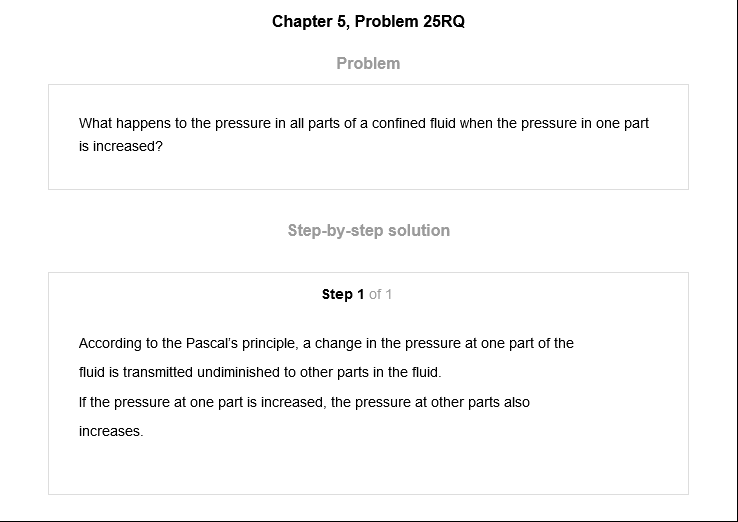 Chapter 5, Problem 25RQ
Problem
What happens to the pressure in all parts of a confined fluid when the pressure in one part
is increased?
Step-by-step solution
Step 1 of 1
According to the Pascal's principle, a change in the pressure at one part of the
fluid is transmitted undiminished to other parts in the fluid.
If the pressure at one part is increased, the pressure at other parts also
increases.